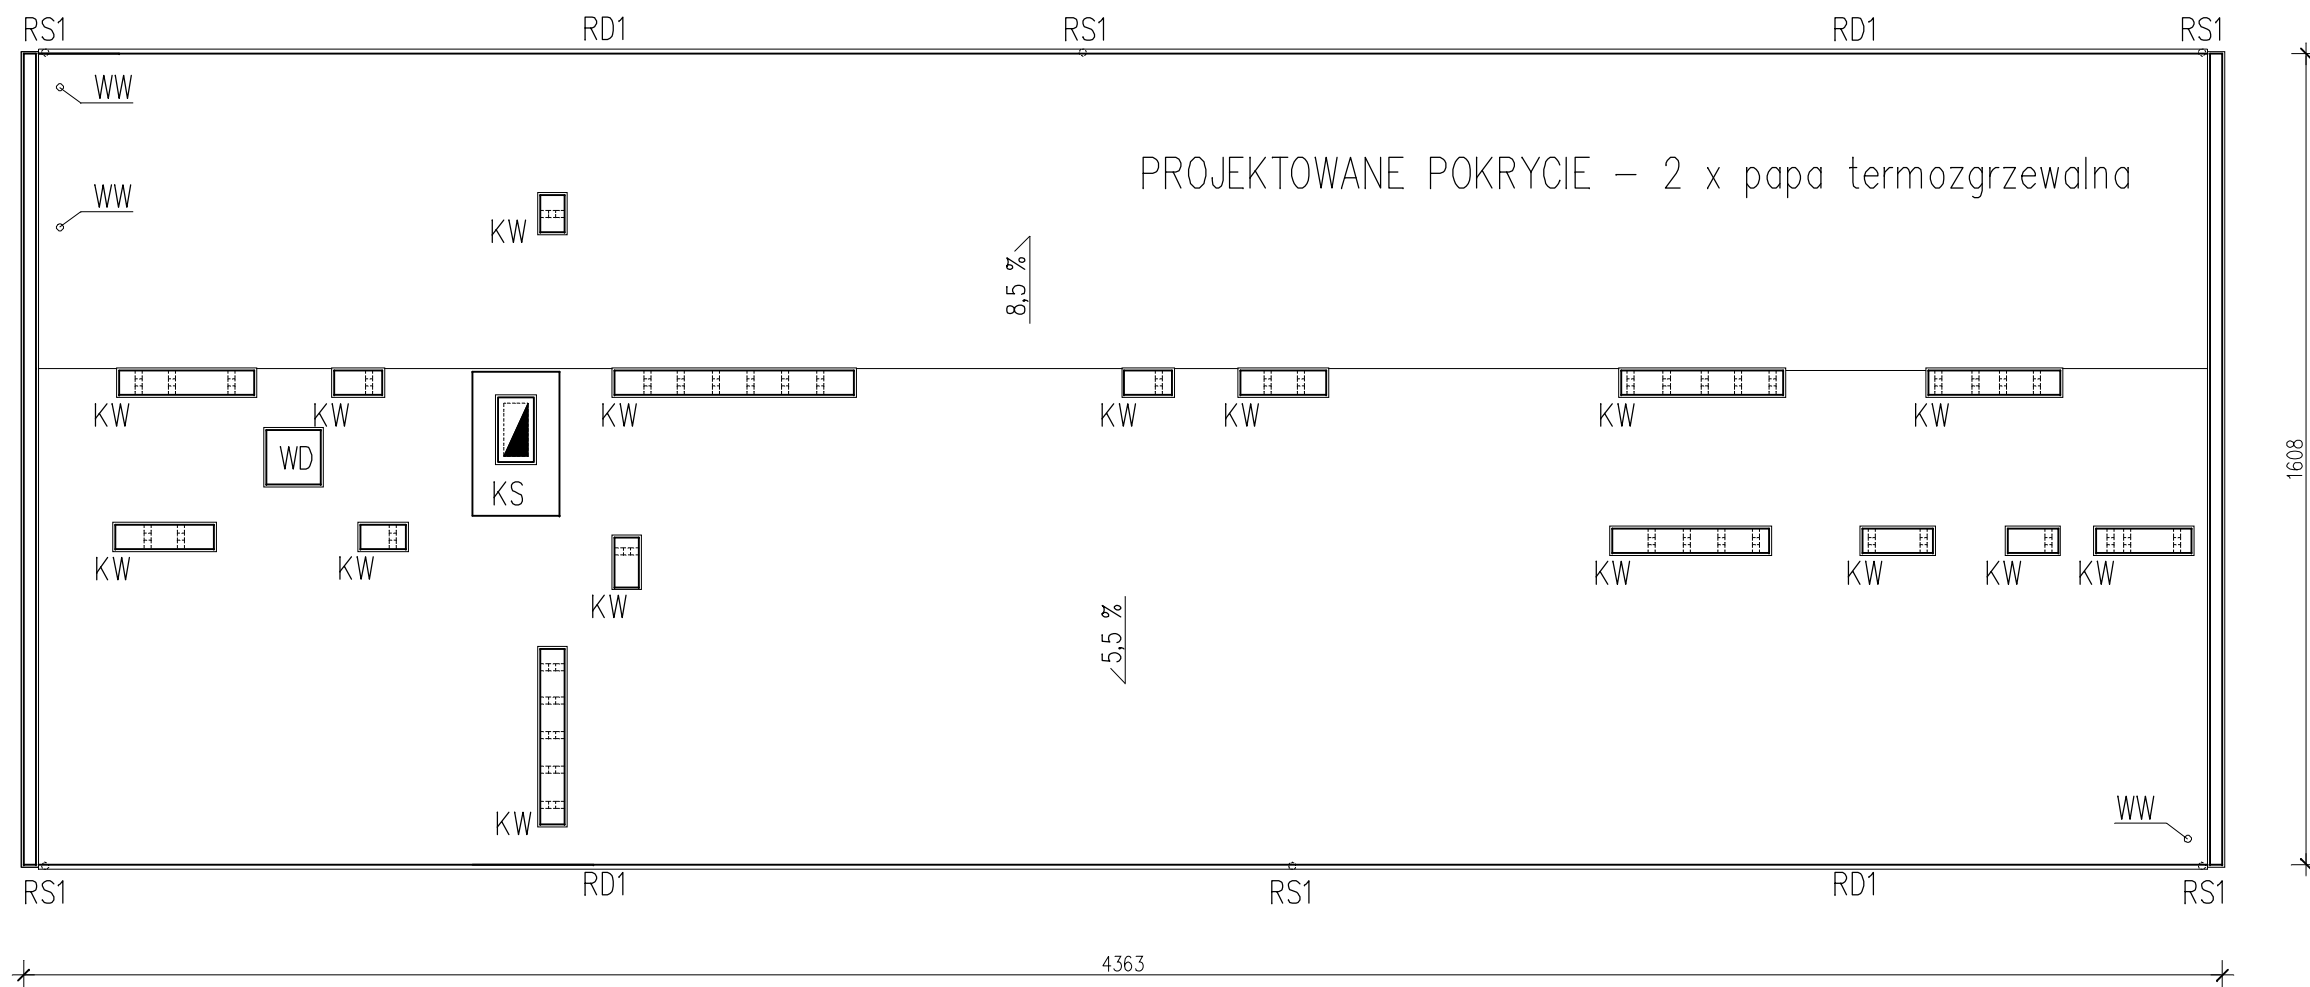 RS1
RD1
RS1
RD1
RS1
WW
PROJEKTOWANE POKRYCIE – 2 x papa termozgrzewalna
WW
KW
8,5 %
KW
KW
KW
KW
KW
KW
KW
WD
1608
KS
KW
KW
KW
KW
KW
KW
KW
5,5 %
WW
KW
RS1
RD1
RS1
RD1
RS1
4363